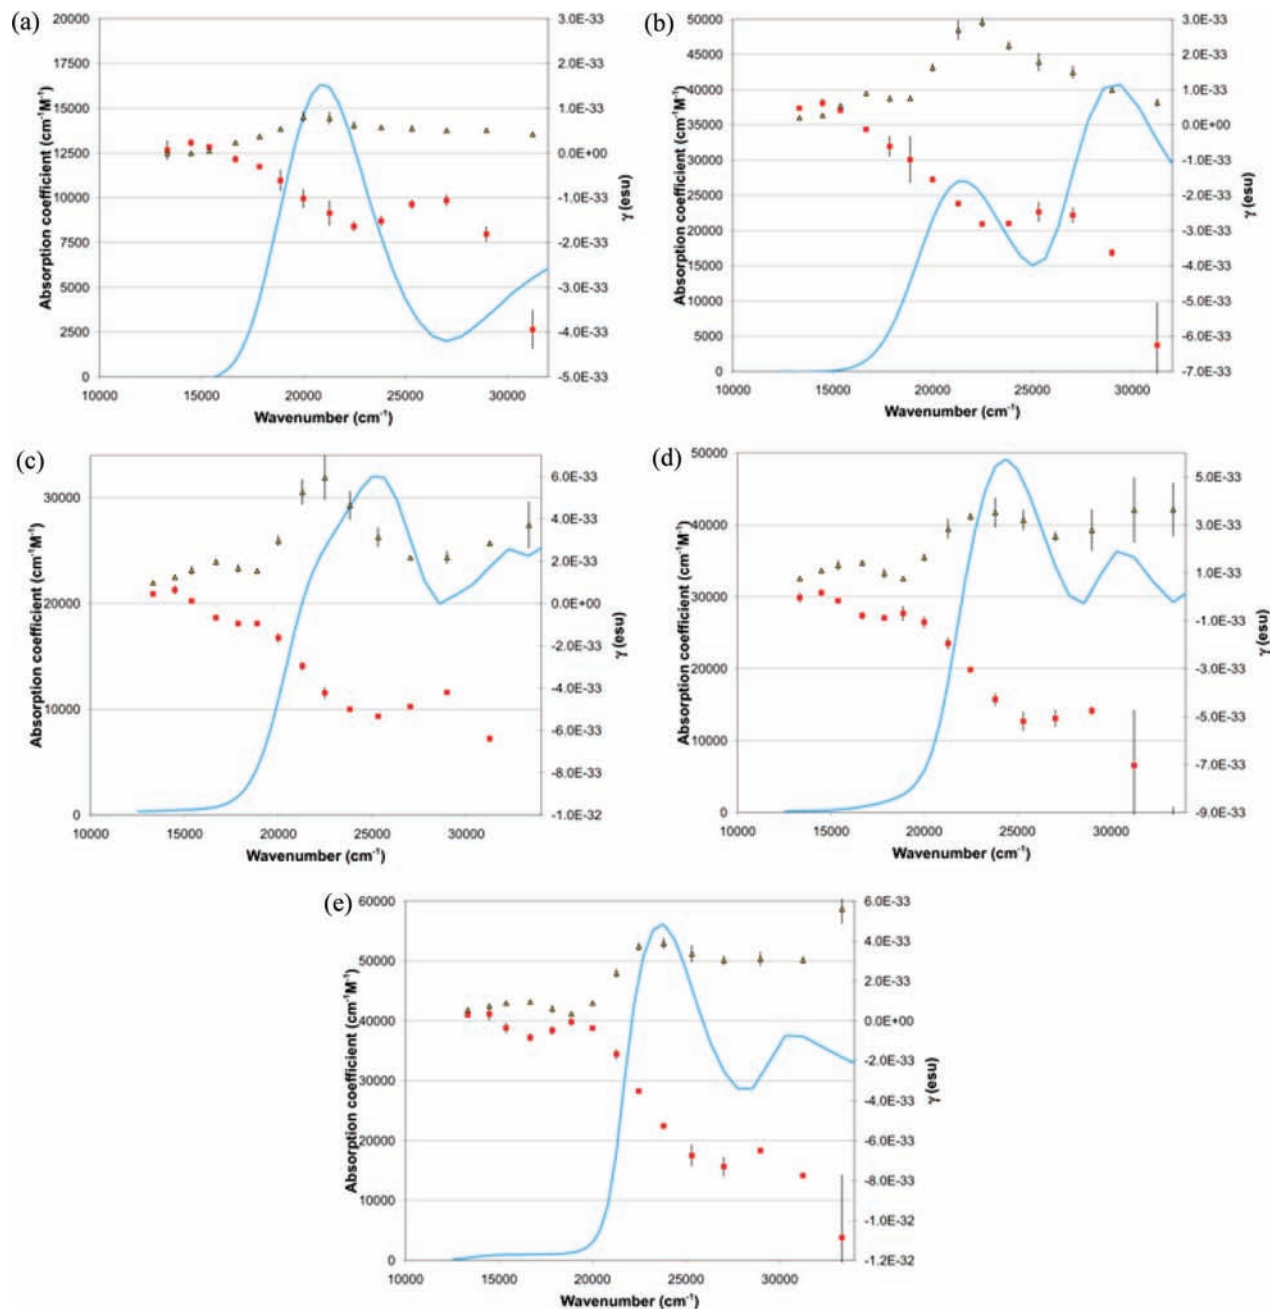 (a)
20000
17500
15000
12500
10000
7500
5000
2500
0
Absorption coefficient (cm⁻¹M⁻¹)
10000 15000 20000 25000 30000
Wavenumber (cm⁻¹)
3.0E-33
2.0E-33
1.0E-33
0.0E+00
-1.0E-33
-2.0E-33
-3.0E-33
-4.0E-33
-5.0E-33
γ (esu)
(b)
50000
45000
40000
35000
30000
25000
20000
15000
10000
5000
0
Absorption coefficient (cm⁻¹M⁻¹)
10000 15000 20000 25000 30000
Wavenumber (cm⁻¹)
3.0E-33
2.0E-33
1.0E-33
0.0E+00
-1.0E-33
-2.0E-33
-3.0E-33
-4.0E-33
-5.0E-33
-6.0E-33
-7.0E-33
γ (esu)
(c)
30000
20000
10000
0
Absorption coefficient (cm⁻¹M⁻¹)
10000 15000 20000 25000 30000
Wavenumber (cm⁻¹)
6.0E-33
4.0E-33
2.0E-33
0.0E+00
-2.0E-33
-4.0E-33
-6.0E-33
-8.0E-33
-1.0E-32
γ (esu)
(d)
50000
40000
30000
20000
10000
0
Absorption coefficient (cm⁻¹M⁻¹)
10000 15000 20000 25000 30000
Wavenumber (cm⁻¹)
5.0E-33
3.0E-33
1.0E-33
-1.0E-33
-3.0E-33
-5.0E-33
-7.0E-33
-9.0E-33
γ (esu)
(e)
60000
50000
40000
30000
20000
10000
0
Absorption coefficient (cm⁻¹M⁻¹)
10000 15000 20000 25000 30000
Wavenumber (cm⁻¹)
6.0E-33
4.0E-33
2.0E-33
0.0E+00
-2.0E-33
-4.0E-33
-6.0E-33
-8.0E-33
-1.0E-32
-1.2E-32
γ (esu)